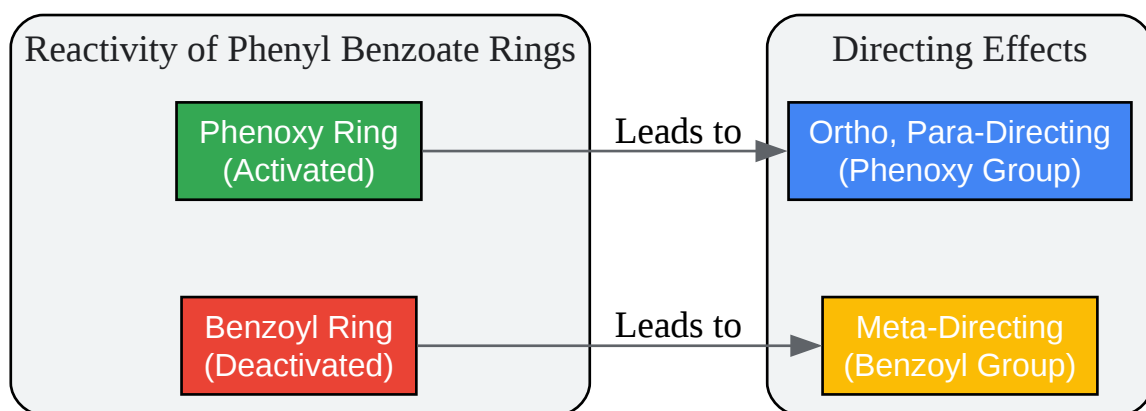 Reactivity of Phenyl Benzoate Rings
Phenoxy Ring
(Activated)
Benzoyl Ring
(Deactivated)
Leads to
Leads to
Directing Effects
Ortho, Para-Directing
(Phenoxy Group)
Meta-Directing
(Benzoyl Group)